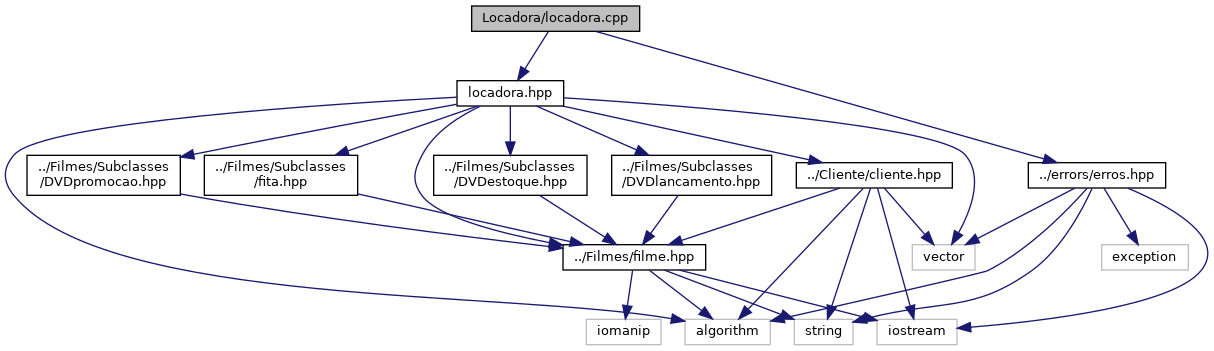 Locadora/locadora.cpp
locadora.hpp
../Filmes/Subclasses
/DVDpromocao.hpp
../Filmes/Subclasses
/fita.hpp
../Filmes/Subclasses
/DVDestoque.hpp
../Filmes/Subclasses
/DVDlancamento.hpp
../Cliente/cliente.hpp
../errors/erros.hpp
../Filmes/filme.hpp
vector
exception
iomanip
algorithm
string
iostream